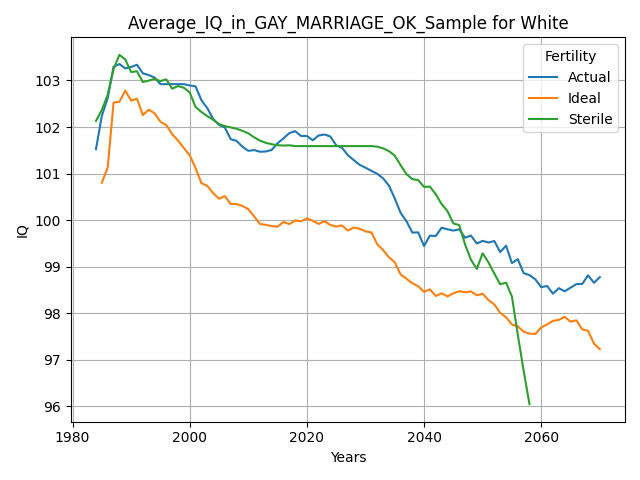 Average_IQ_in_GAY_MARRIAGE_OK_Sample for White
Fertility
Actual
Ideal
Sterile
IQ
103
102
101
100
99
98
97
96
1980
2000
2020
2040
2060
Years